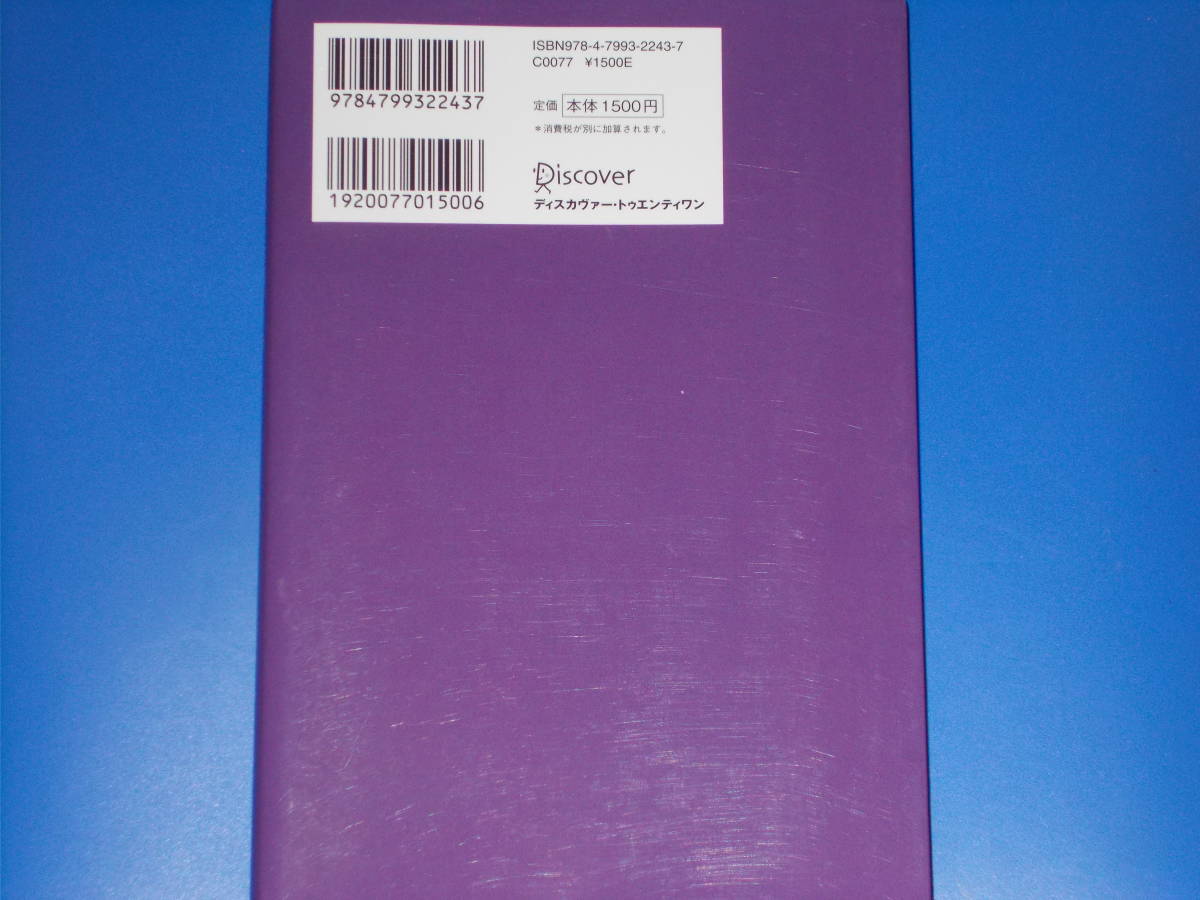 ISBN978-4-7993-2243-7
C0077 ¥1500E
9784799322437
定価 本体1500円
＊消費税が別に加算されます。
1920077015006
Discover
ディスカヴァー・トゥエンティワン